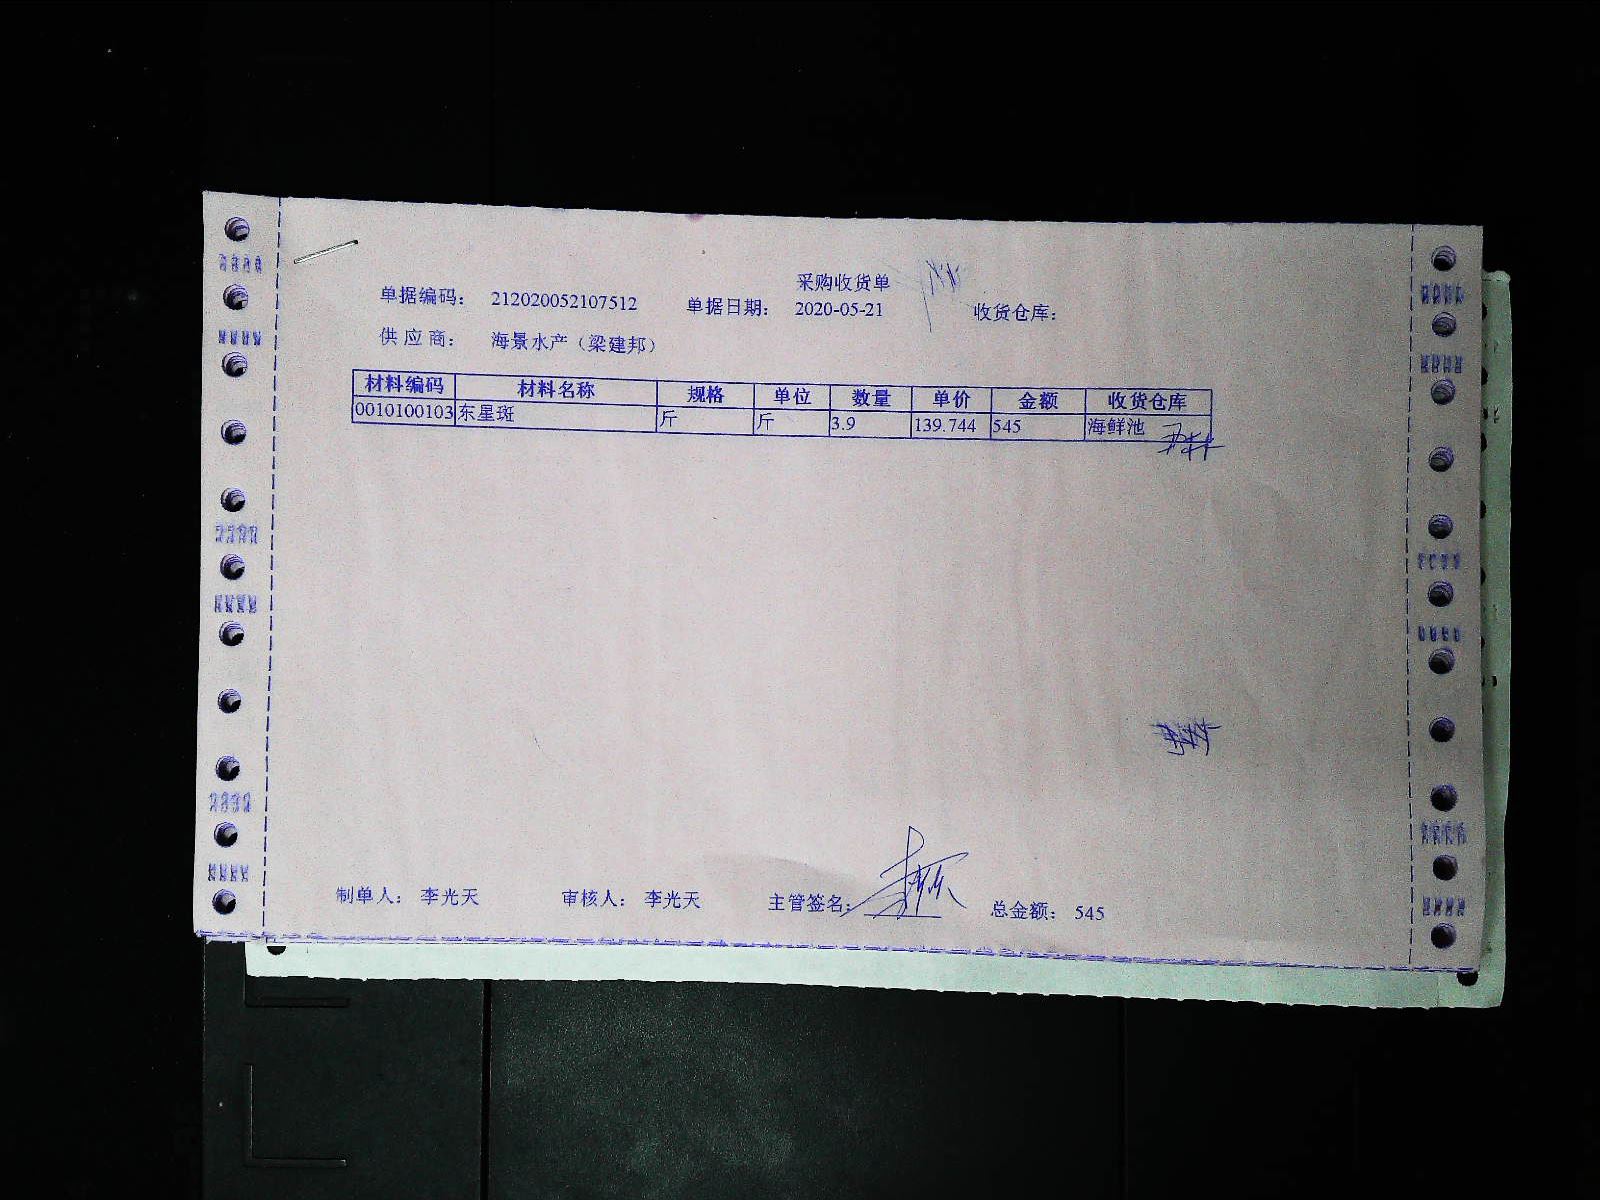 采购收货单
单据编码： 212020052107512 单据日期： 2020-05-21 收货仓库：
供 应 商： 海景水产（梁建邦）
材料编码 材料名称 规格 单位 数量 单价 金额 收货仓库
0010100103 东星斑 斤 斤 3.9 139.744 545 海鲜池
制单人： 李光天 审核人： 李光天 主管签名： 总金额： 545